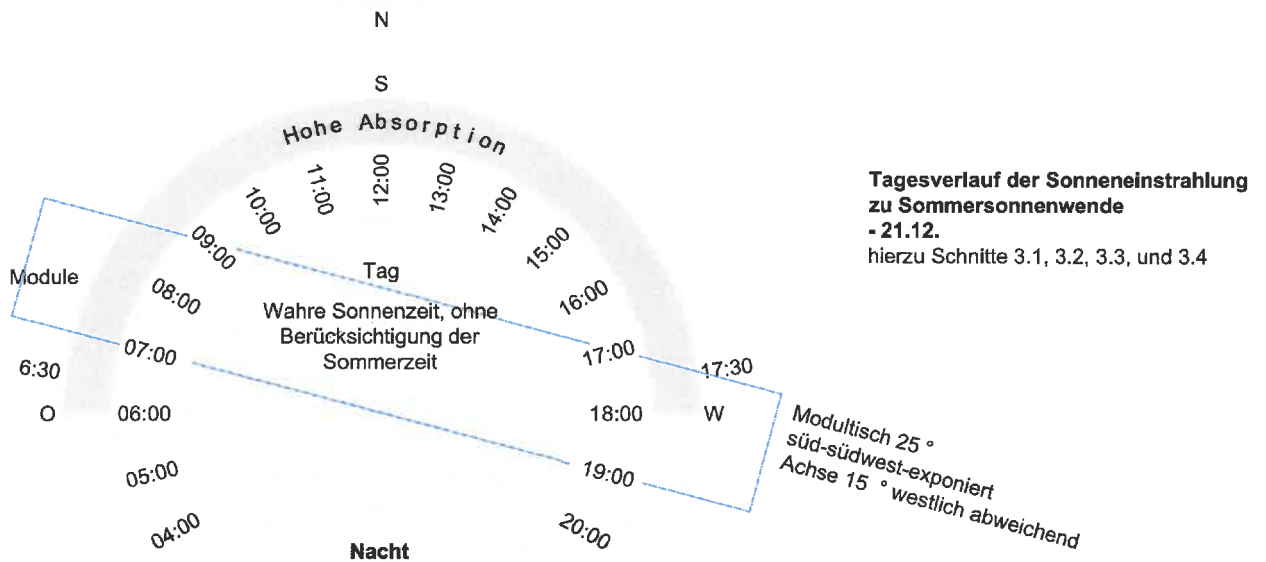 N
S
Hohe Absorption
12:00
11:00
13:00
10:00
14:00
09:00
15:00
Tagesverlauf der Sonneneinstrahlung
zu Sommersonnenwende
- 21.12.
hierzu Schnitte 3.1, 3.2, 3.3, und 3.4
Module
Tag
08:00
16:00
Wahre Sonnenzeit, ohne
Berücksichtigung der
Sommerzeit
07:00
17:00
6:30
17:30
O
06:00
18:00
W
Modultisch 25 °
süd-südwest-exponiert
Achse 15 ° westlich abweichend
05:00
19:00
04:00
20:00
Nacht